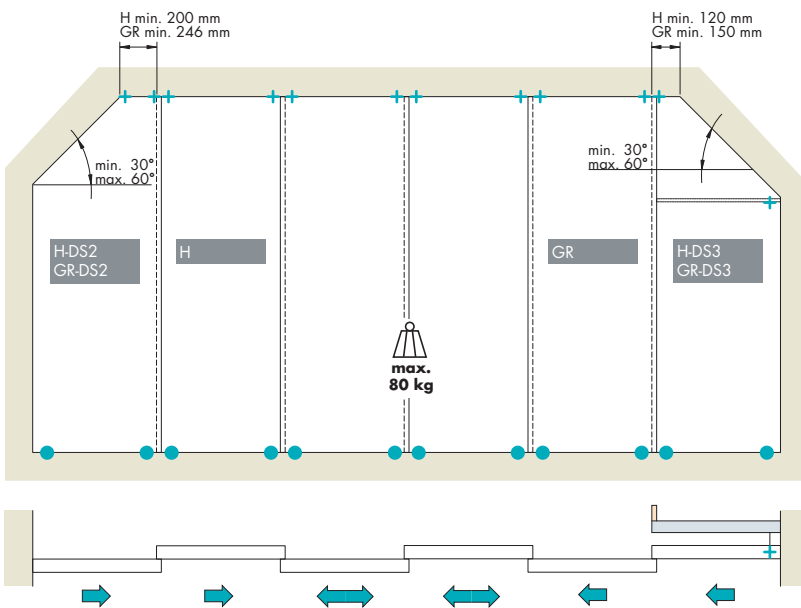 H min. 200 mm
GR min. 246 mm
H min. 120 mm
GR min. 150 mm
min. 30°
max. 60°
min. 30°
max. 60°
H-DS2
GR-DS2
H
GR
H-DS3
GR-DS3
max.
80 kg